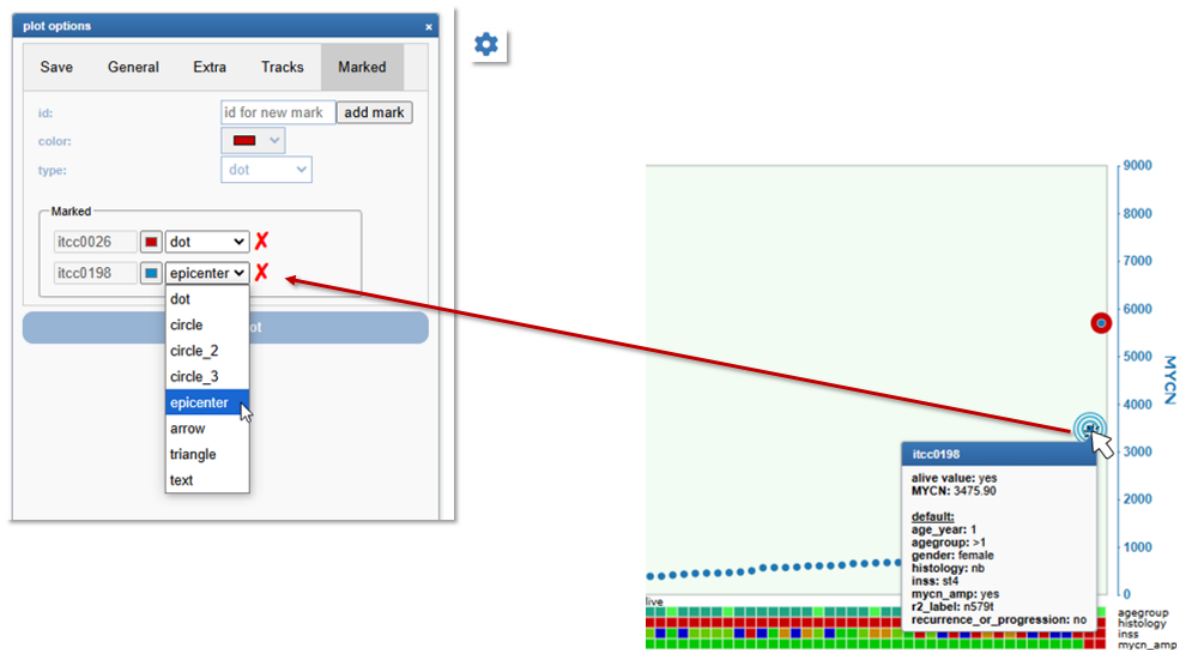 plot options ×
Save General Extra Tracks Marked
id: id for new mark add mark
color:
type: dot
Marked
itcc0026 dot ✗
itcc0198 epicenter ✗
dot
circle
circle_2
circle_3
epicenter
arrow
triangle
text
ot
9000
8000
7000
6000
5000
4000
3000
2000
1000
0
MYCN
itcc0198
alive value: yes
MYCN: 3475.90
default:
age_year: 1
agegroup: >1
gender: female
histology: nb
inss: st4
mycn_amp: yes
r2_label: n579t
recurrence_or_progression: no
live
agegroup
histology
inss
mycn_amp